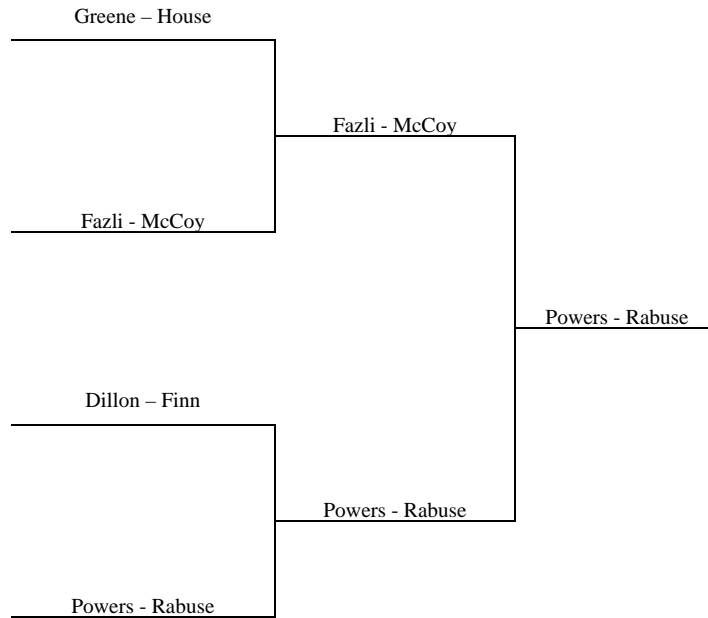 Greene – House
Fazli - McCoy
Fazli - McCoy
Powers - Rabuse
Dillon – Finn
Powers - Rabuse
Powers - Rabuse